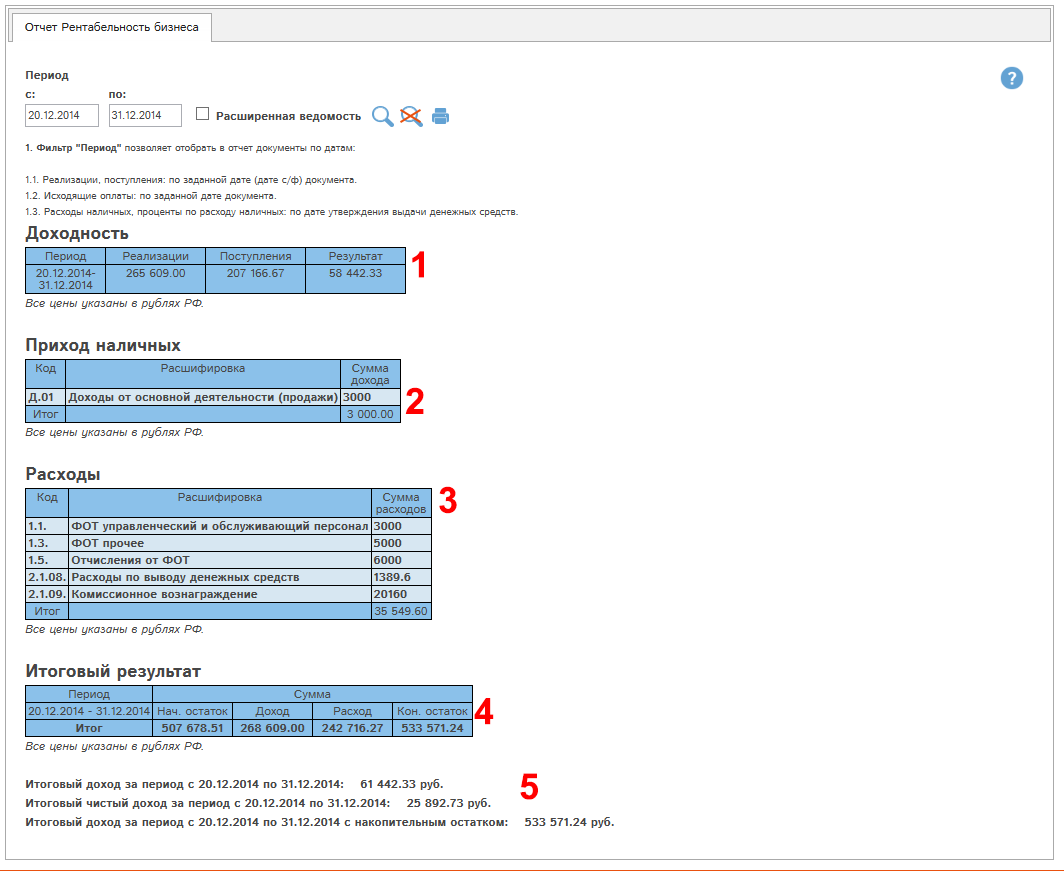 Отчет Рентабельность бизнеса
Период
с: по:
20.12.2014 31.12.2014 Расширенная ведомость
?
1. Фильтр "Период" позволяет отобрать в отчет документы по датам:
1.1. Реализации, поступления: по заданной дате (дате с/ф) документа.
1.2. Исходящие оплаты: по заданной дате документа.
1.3. Расходы наличных, проценты по расходу наличных: по дате утверждения выдачи денежных средств.
Доходность
Период Реализации Поступления Результат
20.12.2014- 265 609.00 207 166.67 58 442.33
31.12.2014
1
Все цены указаны в рублях РФ.
Приход наличных
Код Расшифировка Сумма
дохода
Д.01 Доходы от основной деятельности (продажи) 3000
Итог 3 000.00
2
Все цены указаны в рублях РФ.
Расходы
Код Расшифировка Сумма
расходов
3
1.1. ФОТ управленческий и обслуживающий персонал 3000
1.3. ФОТ прочее 5000
1.5. Отчисления от ФОТ 6000
2.1.08. Расходы по выводу денежных средств 1389.6
2.1.09. Комиссионное вознаграждение 20160
Итог 35 549.60
Все цены указаны в рублях РФ.
Итоговый результат
Период Сумма
20.12.2014 - 31.12.2014 Нач. остаток Доход Расход Кон. остаток
Итог 507 678.51 268 609.00 242 716.27 533 571.24
4
Все цены указаны в рублях РФ.
Итоговый доход за период с 20.12.2014 по 31.12.2014: 61 442.33 руб.
5
Итоговый чистый доход за период с 20.12.2014 по 31.12.2014: 25 892.73 руб.
Итоговый доход за период с 20.12.2014 по 31.12.2014 с накопительным остатком: 533 571.24 руб.